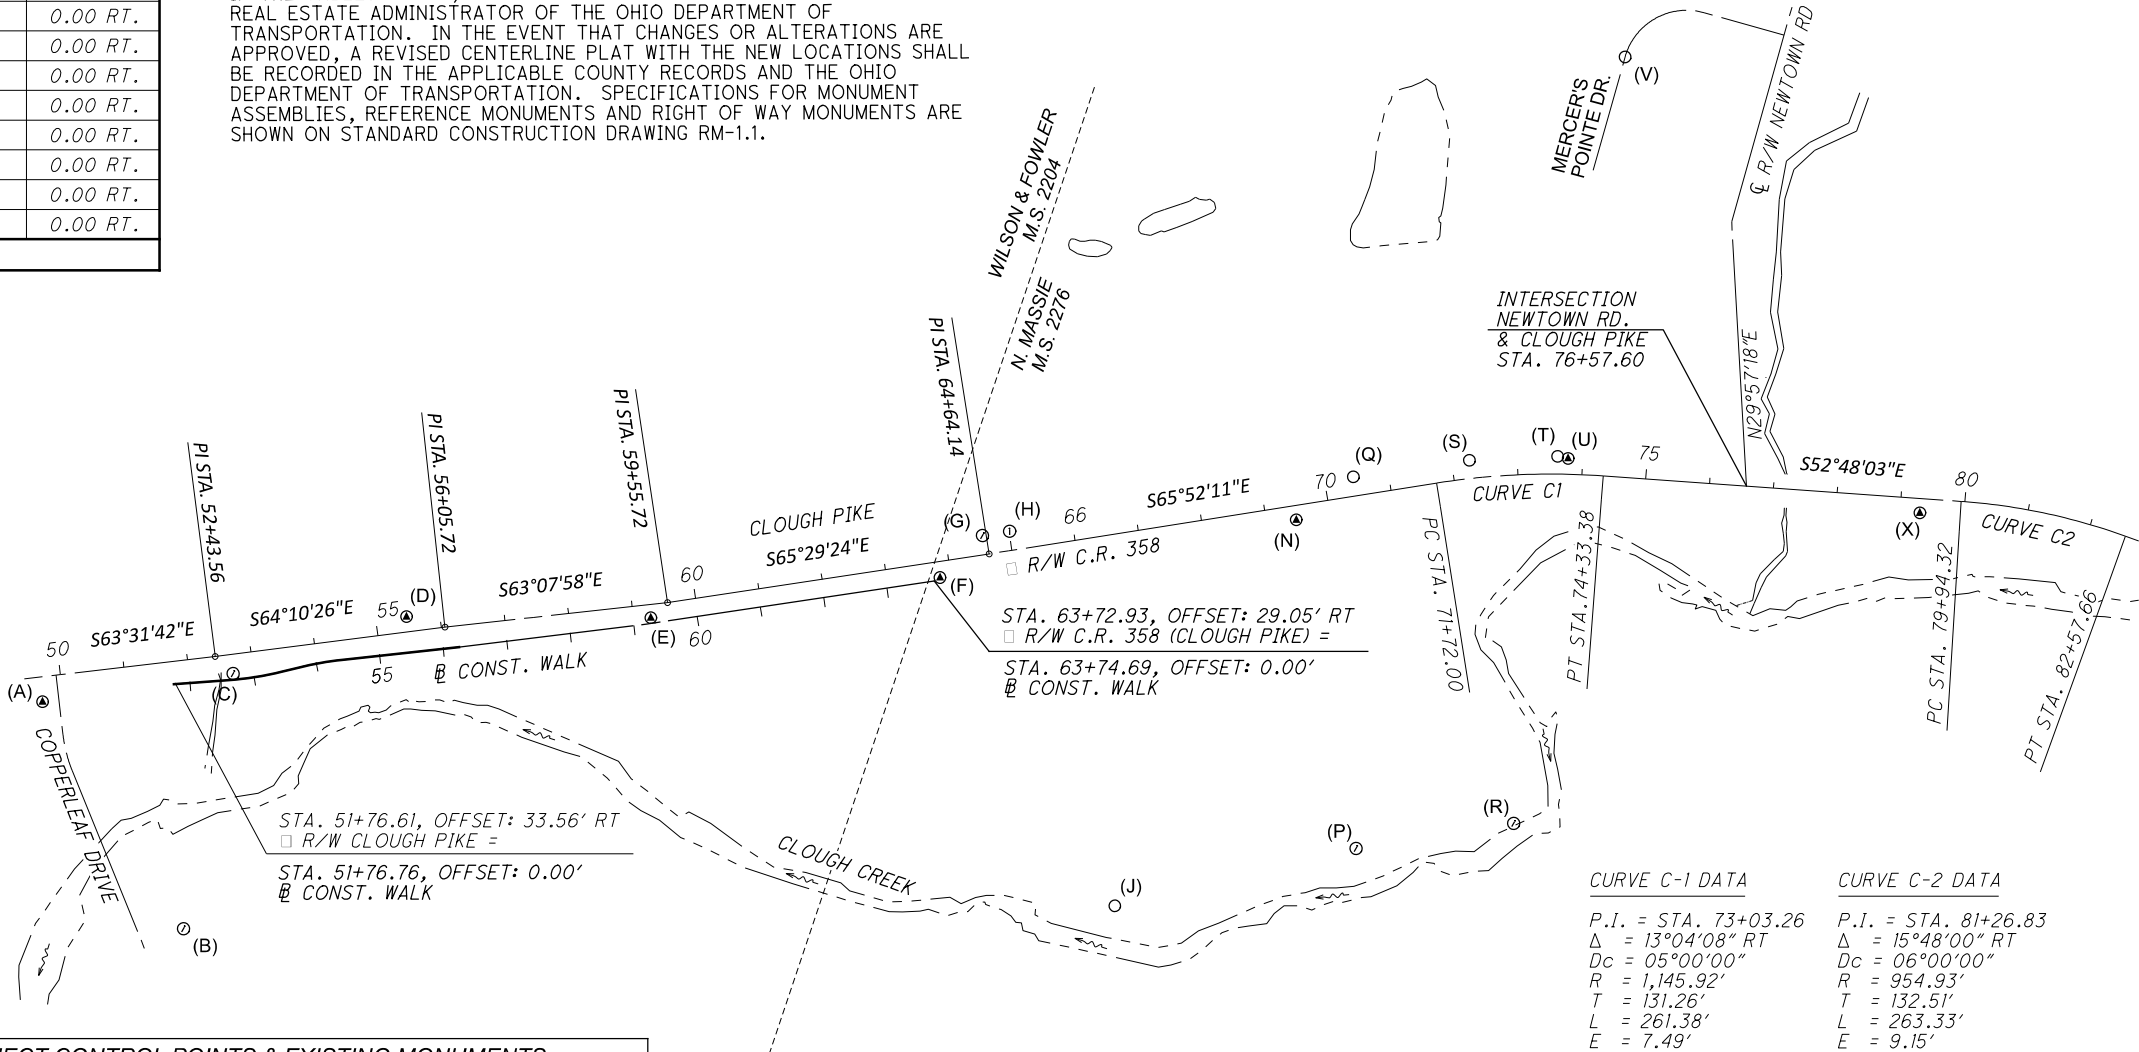 0.00 RT.
0.00 RT.
0.00 RT.
0.00 RT.
0.00 RT.
0.00 RT.
0.00 RT.
0.00 RT.
REAL ESTATE ADMINISTRATOR OF THE OHIO DEPARTMENT OF
TRANSPORTATION. IN THE EVENT THAT CHANGES OR ALTERATIONS ARE
APPROVED, A REVISED CENTERLINE PLAT WITH THE NEW LOCATIONS SHALL
BE RECORDED IN THE APPLICABLE COUNTY RECORDS AND THE OHIO
DEPARTMENT OF TRANSPORTATION. SPECIFICATIONS FOR MONUMENT
ASSEMBLIES, REFERENCE MONUMENTS AND RIGHT OF WAY MONUMENTS ARE
SHOWN ON STANDARD CONSTRUCTION DRAWING RM-1.1.
WILSON & FOWLER
M.S. 2204
N. MASSIE
M.S. 2276
MERCER'S
POINTE DR.
(V)
℄ R/W NEWTOWN RD
N29°57'18"E
INTERSECTION
NEWTOWN RD.
& CLOUGH PIKE
STA. 76+57.60
PI STA. 52+43.56
PI STA. 56+05.72
PI STA. 59+55.72
PI STA. 64+64.14
50
S63°31'42"E
S64°10'26"E
55
(D)
S63°07'58"E
60
CLOUGH PIKE
S65°29'24"E
(G)
(H)
66
R/W C.R. 358
S65°52'11"E
(N)
70
(Q)
(S)
CURVE C1
(T)
(U)
75
S52°48'03"E
80
(X)
CURVE C2
(A)
(C)
55
CONST. WALK
(E)
60
(F)
PC STA. 71+72.00
PT STA. 74+33.38
PC STA. 79+94.32
PT STA. 82+57.66
STA. 63+72.93, OFFSET: 29.05' RT
R/W C.R. 358 (CLOUGH PIKE) =
STA. 63+74.69, OFFSET: 0.00'
CONST. WALK
COPPERLEAF DRIVE
(B)
STA. 51+76.61, OFFSET: 33.56' RT
R/W CLOUGH PIKE =
STA. 51+76.76, OFFSET: 0.00'
CONST. WALK
CLOUGH CREEK
(J)
(P)
(R)
CURVE C-1 DATA
P.I. = STA. 73+03.26
Δ = 13°04'08" RT
Dc = 05°00'00"
R = 1,145.92'
T = 131.26'
L = 261.38'
E = 7.49'
CURVE C-2 DATA
P.I. = STA. 81+26.83
Δ = 15°48'00" RT
Dc = 06°00'00"
R = 954.93'
T = 132.51'
L = 263.33'
E = 9.15'